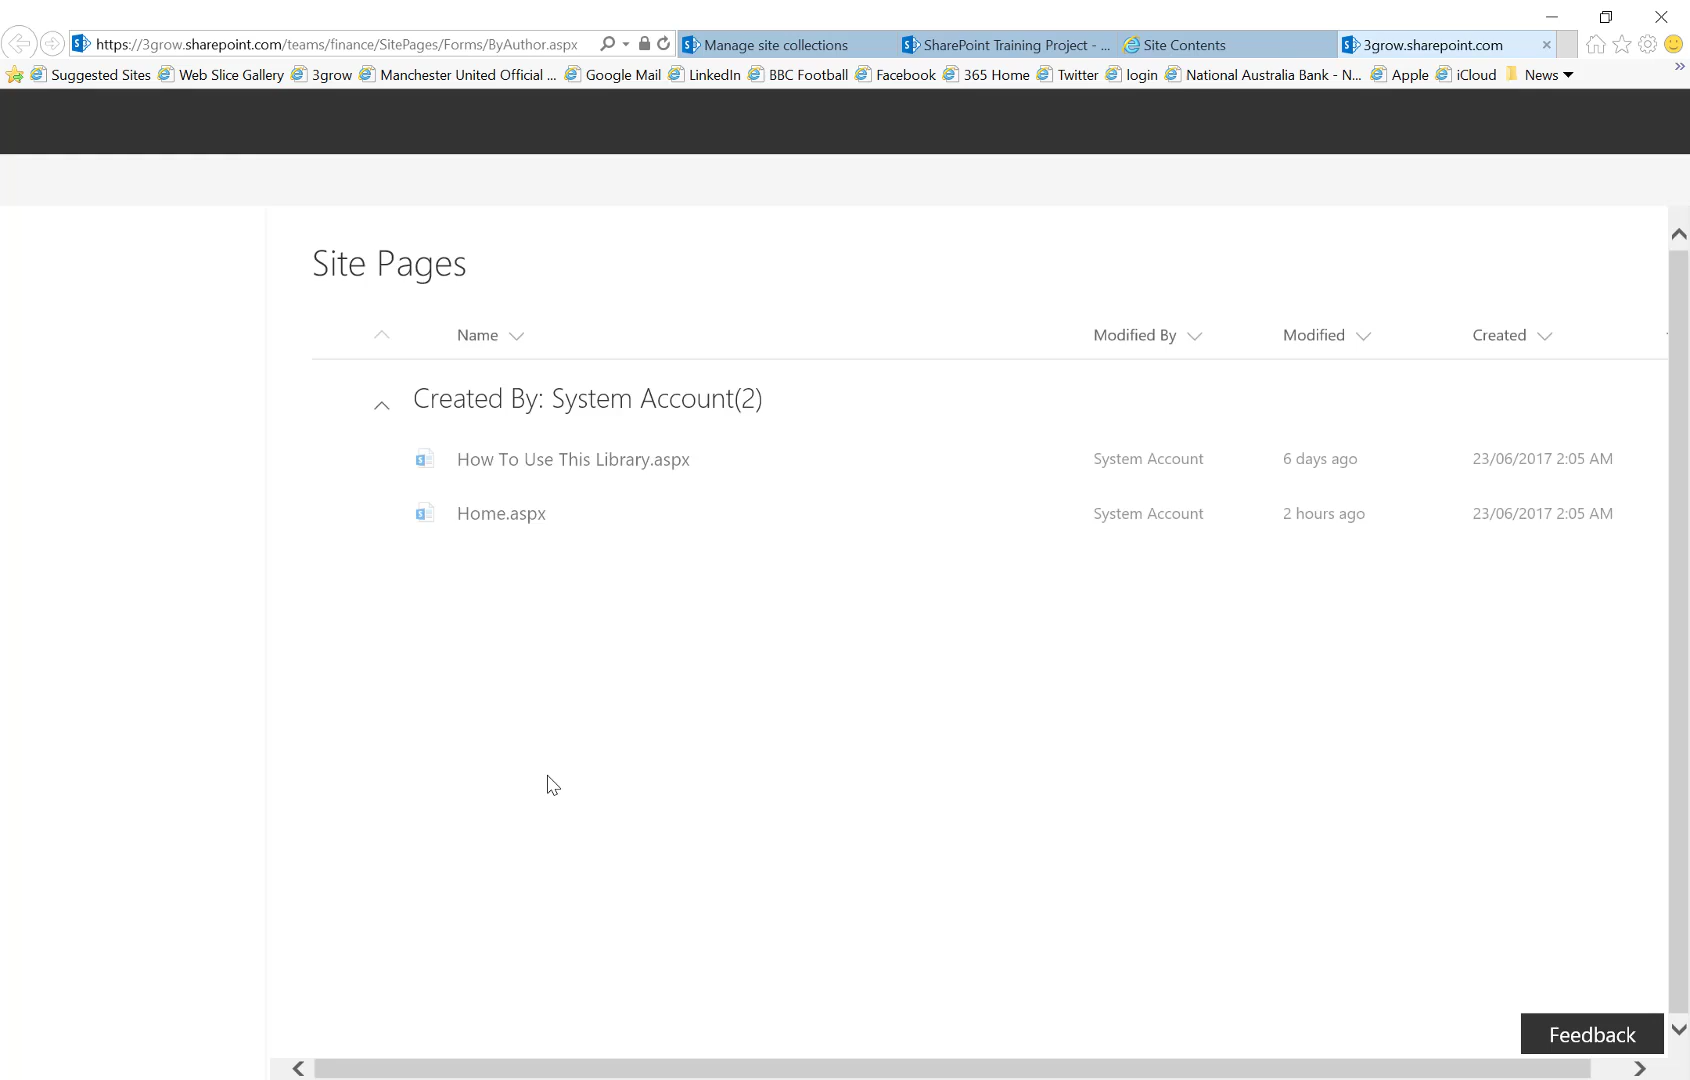 https://3grow.sharepoint.com/teams/finance/SitePages/Forms/ByAuthor.aspx
Manage site collections
SharePoint Training Project - ...
Site Contents
3grow.sharepoint.com
Suggested Sites
Web Slice Gallery
3grow
Manchester United Official ...
Google Mail
LinkedIn
BBC Football
Facebook
365 Home
Twitter
login
National Australia Bank - N...
Apple
iCloud
News
Site Pages
Name
Modified By
Modified
Created
Created By: System Account(2)
How To Use This Library.aspx
System Account
6 days ago
23/06/2017 2:05 AM
Home.aspx
System Account
2 hours ago
23/06/2017 2:05 AM
Feedback